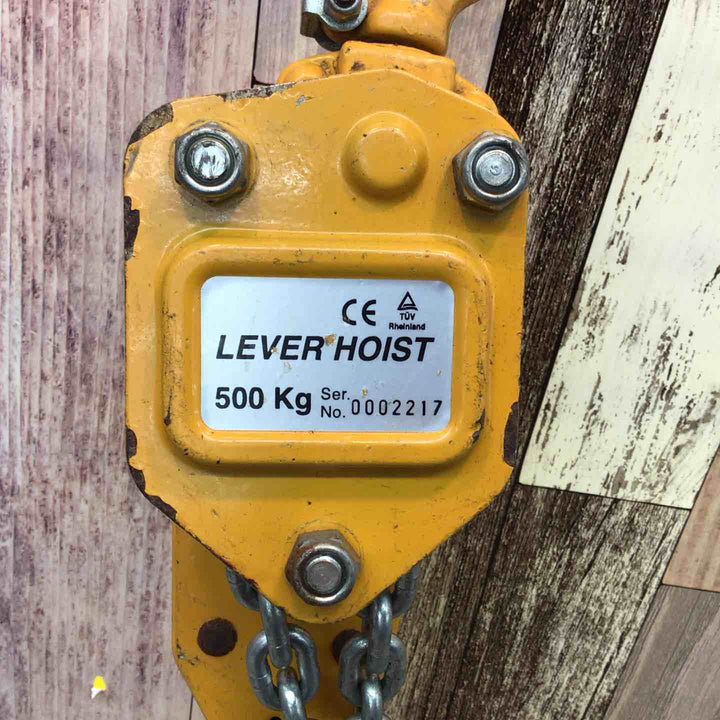 CE
TÜV
Rheinland
LEVER HOIST
500 Kg Ser. No. 0002217